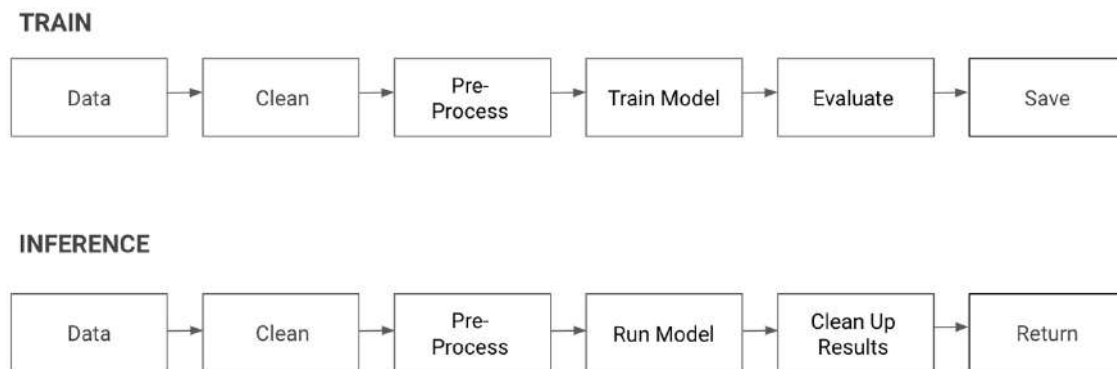 TRAIN
Data
Clean
Pre-
Process
Train Model
Evaluate
Save
INFERENCE
Data
Clean
Pre-
Process
Run Model
Clean Up
Results
Return